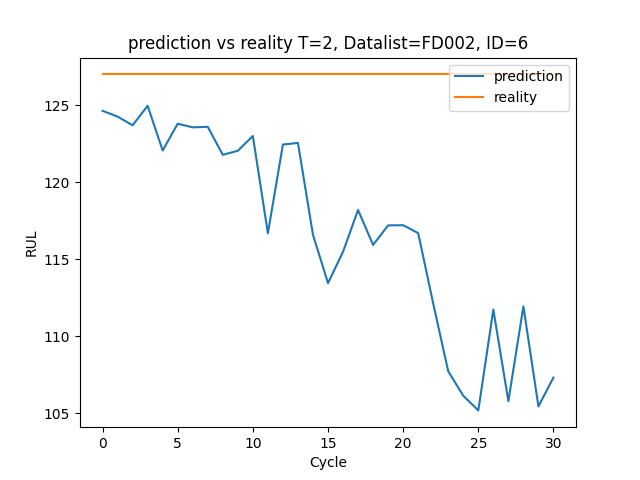 prediction vs reality T=2, Datalist=FD002, ID=6
prediction
reality
125
120
115
110
105
RUL
0 5 10 15 20 25 30
Cycle